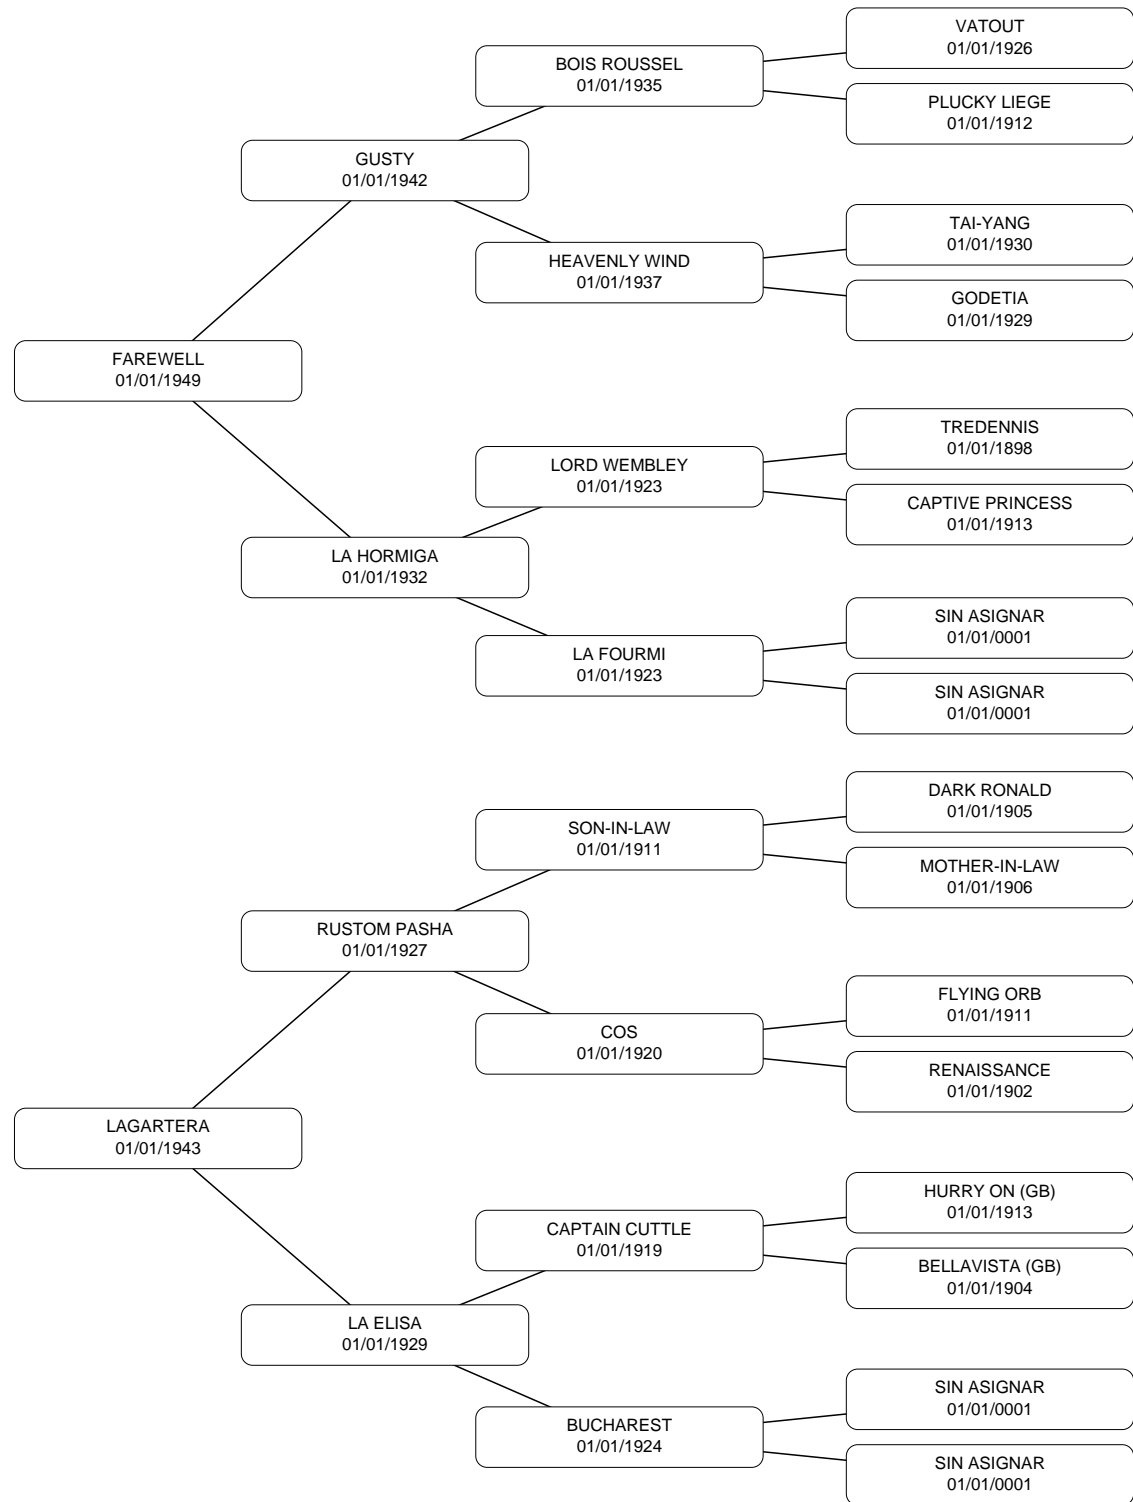 VATOUT
01/01/1926
BOIS ROUSSEL
01/01/1935
PLUCKY LIEGE
01/01/1912
GUSTY
01/01/1942
TAI-YANG
01/01/1930
HEAVENLY WIND
01/01/1937
GODETIA
01/01/1929
FAREWELL
01/01/1949
TREDENNIS
01/01/1898
LORD WEMBLEY
01/01/1923
CAPTIVE PRINCESS
01/01/1913
LA HORMIGA
01/01/1932
SIN ASIGNAR
01/01/0001
LA FOURMI
01/01/1923
SIN ASIGNAR
01/01/0001
DARK RONALD
01/01/1905
SON-IN-LAW
01/01/1911
MOTHER-IN-LAW
01/01/1906
RUSTOM PASHA
01/01/1927
FLYING ORB
01/01/1911
COS
01/01/1920
RENAISSANCE
01/01/1902
LAGARTERA
01/01/1943
HURRY ON (GB)
01/01/1913
CAPTAIN CUTTLE
01/01/1919
BELLAVISTA (GB)
01/01/1904
LA ELISA
01/01/1929
SIN ASIGNAR
01/01/0001
BUCHAREST
01/01/1924
SIN ASIGNAR
01/01/0001